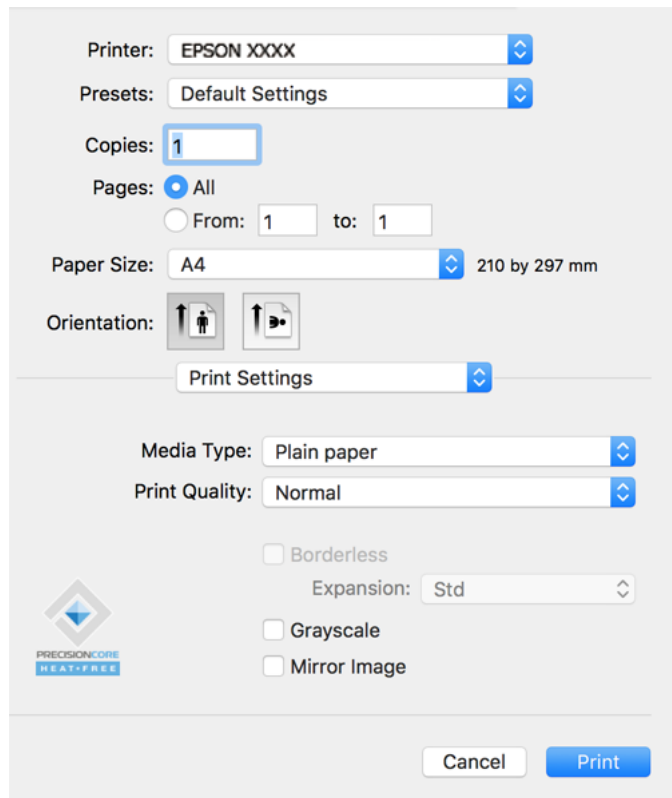 Printer: EPSON XXXX
Presets: Default Settings
Copies: 1
Pages: All
From: 1 to: 1
Paper Size: A4 210 by 297 mm
Orientation:
Print Settings
Media Type: Plain paper
Print Quality: Normal
Borderless
Expansion: Std
Grayscale
Mirror Image
PRECISIONCORE
HEAT•FREE
Cancel Print